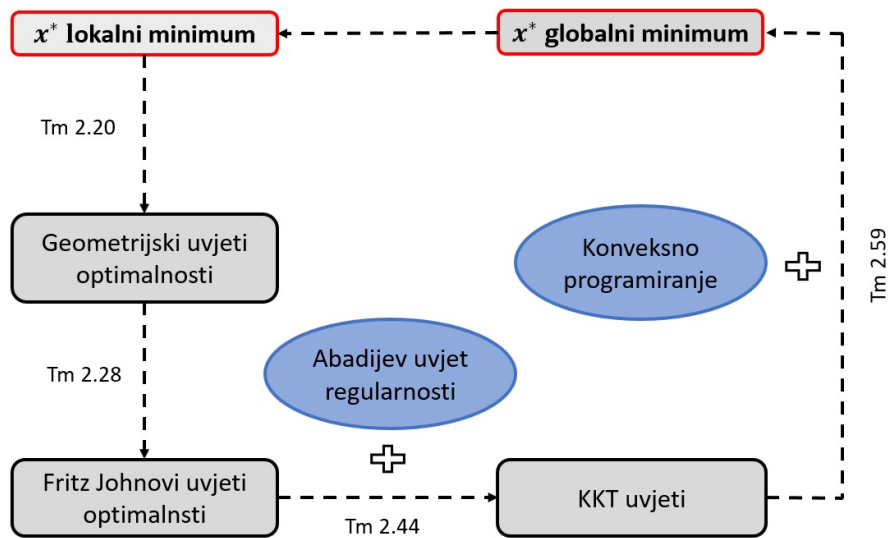 x* lokalni minimum
x* globalni minimum
Tm 2.20
Geometrijski uvjeti
optimalnosti
Konveksno
programiranje
Tm 2.59
Tm 2.28
Abadijev uvjet
regularnosti
Fritz Johnovi uvjeti
optimalnsti
Tm 2.44
KKT uvjeti